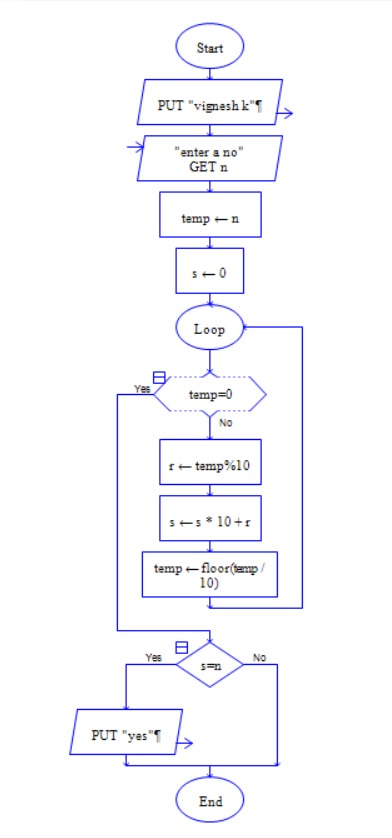 Start
PUT "vignesh k"¶
"enter a no"
GET n
temp ← n
s ← 0
Loop
Yes
temp=0
No
r ← temp%10
s ← s * 10 + r
temp ← floor(temp /
10)
Yes
s=n
No
PUT "yes"¶
End